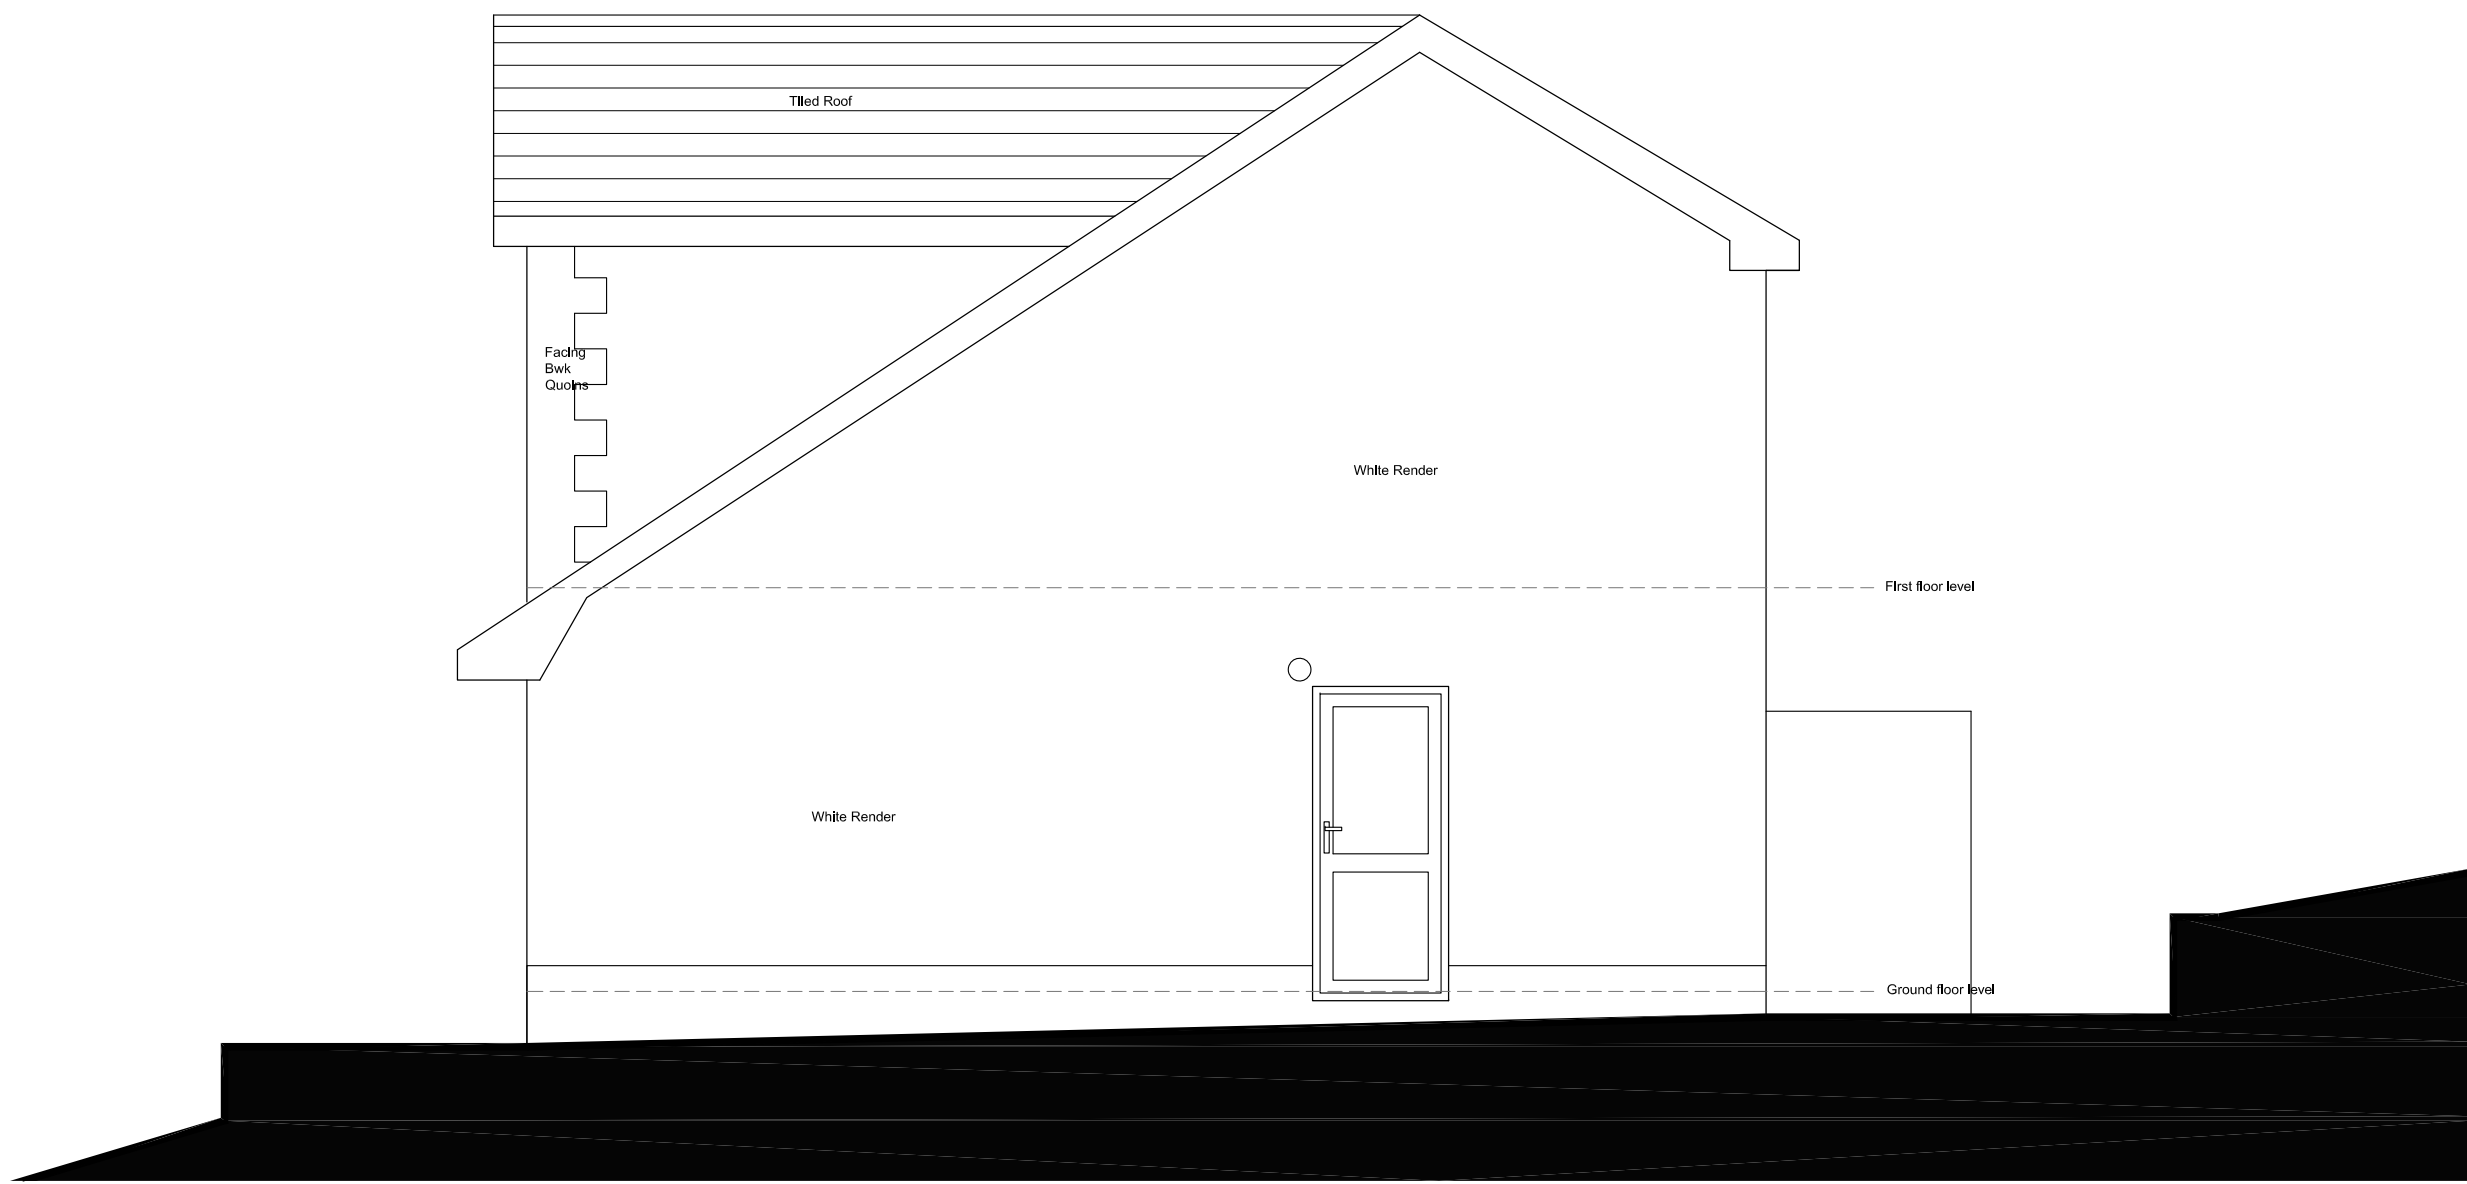 Tiled Roof
Facing
Bwk
Quoins
White Render
First floor level
White Render
Ground floor level